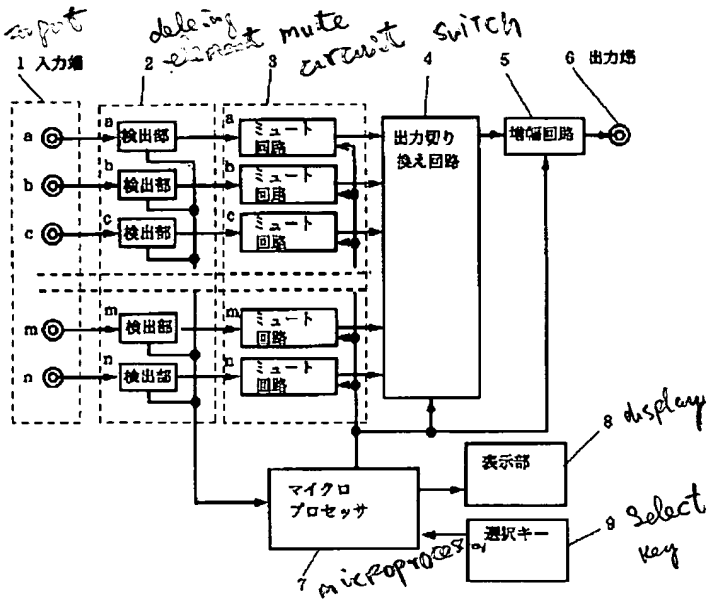 input
mute
circuit
switch
1 入力端
2
3
4
5
6 出力端
a
a
検出部
a
ミュート
回路
出力切り
換え回路
増幅回路
b
b
検出部
b
ミュート
回路
c
c
検出部
c
ミュート
回路
m
m
検出部
m
ミュート
回路
n
n
検出部
n
ミュート
回路
8 display
表示部
マイクロ
プロセッサ
選択キー
9 select
key
7